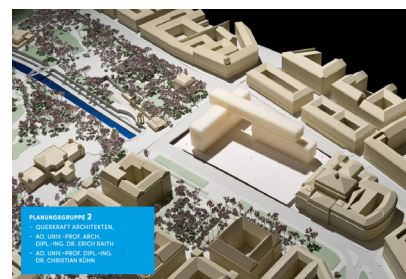 PLANUNGSGRUPPE 2
- QUERKRAFT ARCHITEKTEN,
- AO. UNIV.-PROF. ARCH.
DIPL.-ING. DR. ERICH RAITH
- AO. UNIV.-PROF. DIPL.-ING.
DR. CHRISTIAN KÜHN